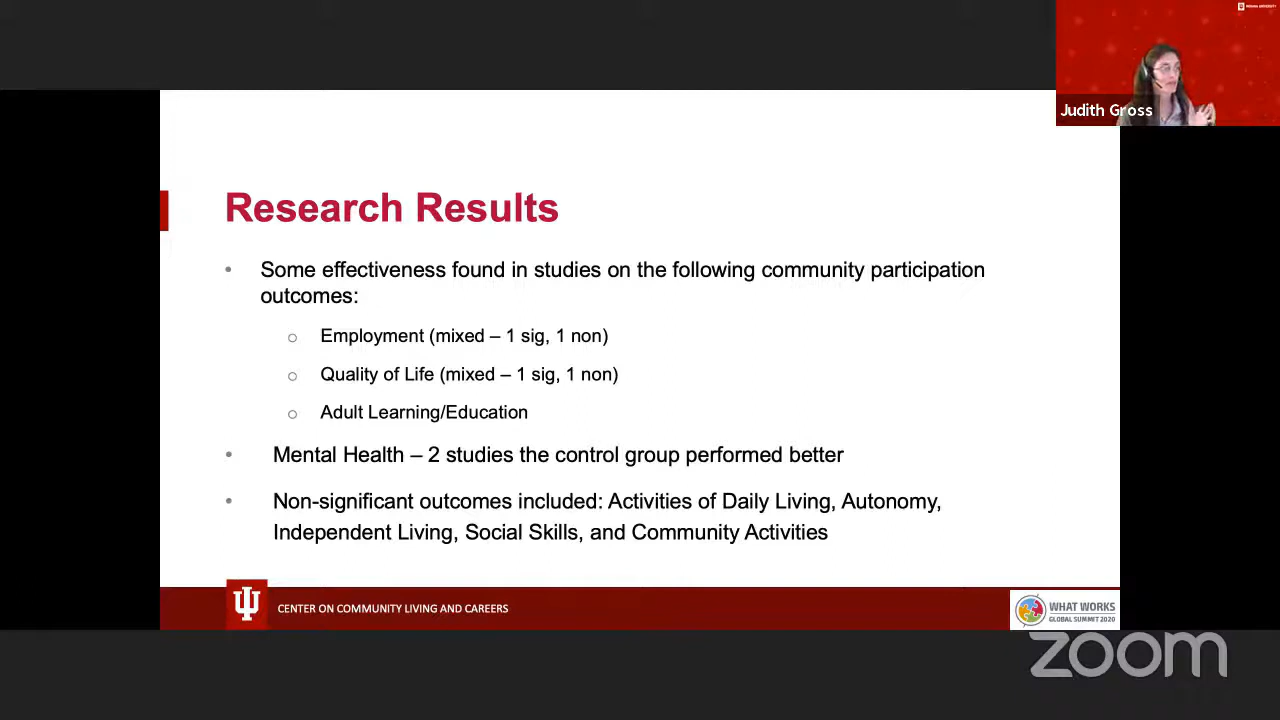 INDIANA UNIVERSITY
Judith Gross
Research Results
• Some effectiveness found in studies on the following community participation
outcomes:
○ Employment (mixed – 1 sig, 1 non)
○ Quality of Life (mixed – 1 sig, 1 non)
○ Adult Learning/Education
• Mental Health – 2 studies the control group performed better
• Non-significant outcomes included: Activities of Daily Living, Autonomy,
Independent Living, Social Skills, and Community Activities
CENTER ON COMMUNITY LIVING AND CAREERS
WHAT WORKS
GLOBAL SUMMIT 2020
zoom